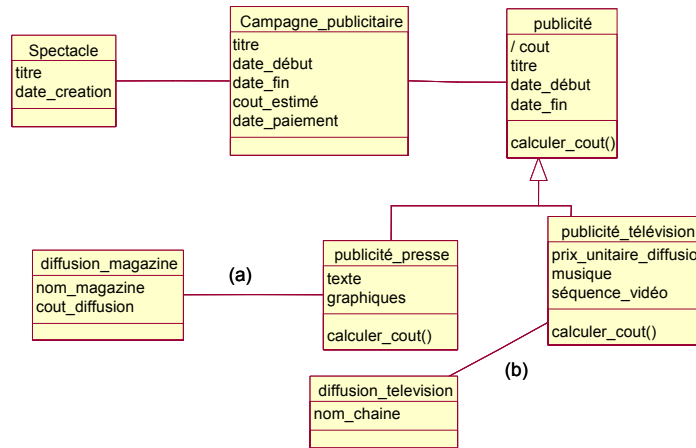 Spectacle
titre
date_creation
Campagne_publicitaire
titre
date_début
date_fin
cout_estimé
date_paiement
publicité
/ cout
titre
date_début
date_fin
calculer_cout()
diffusion_magazine
nom_magazine
cout_diffusion
(a)
publicité_presse
texte
graphiques
calculer_cout()
publicité_télévision
prix_unitaire_diffusio
musique
séquence_vidéo
calculer_cout()
(b)
diffusion_television
nom_chaine